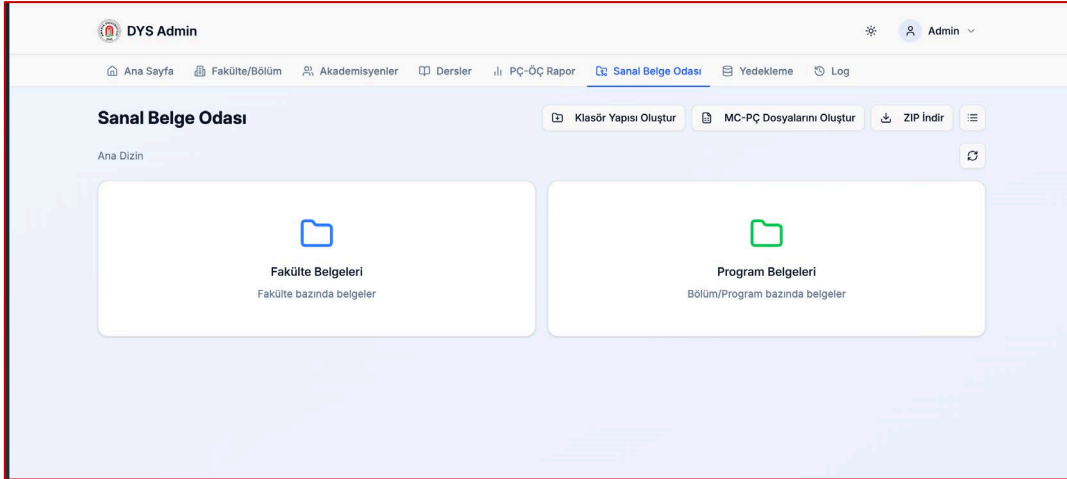 DYS Admin
Admin
Ana Sayfa Fakülte/Bölüm Akademisyenler Dersler PÇ-ÖÇ Rapor Sanal Belge Odası Yedekleme Log
Sanal Belge Odası
Klasör Yapısı Oluştur MC-PÇ Dosyalarını Oluştur ZIP İndir
Ana Dizin
Fakülte Belgeleri
Fakülte bazında belgeler
Program Belgeleri
Bölüm/Program bazında belgeler